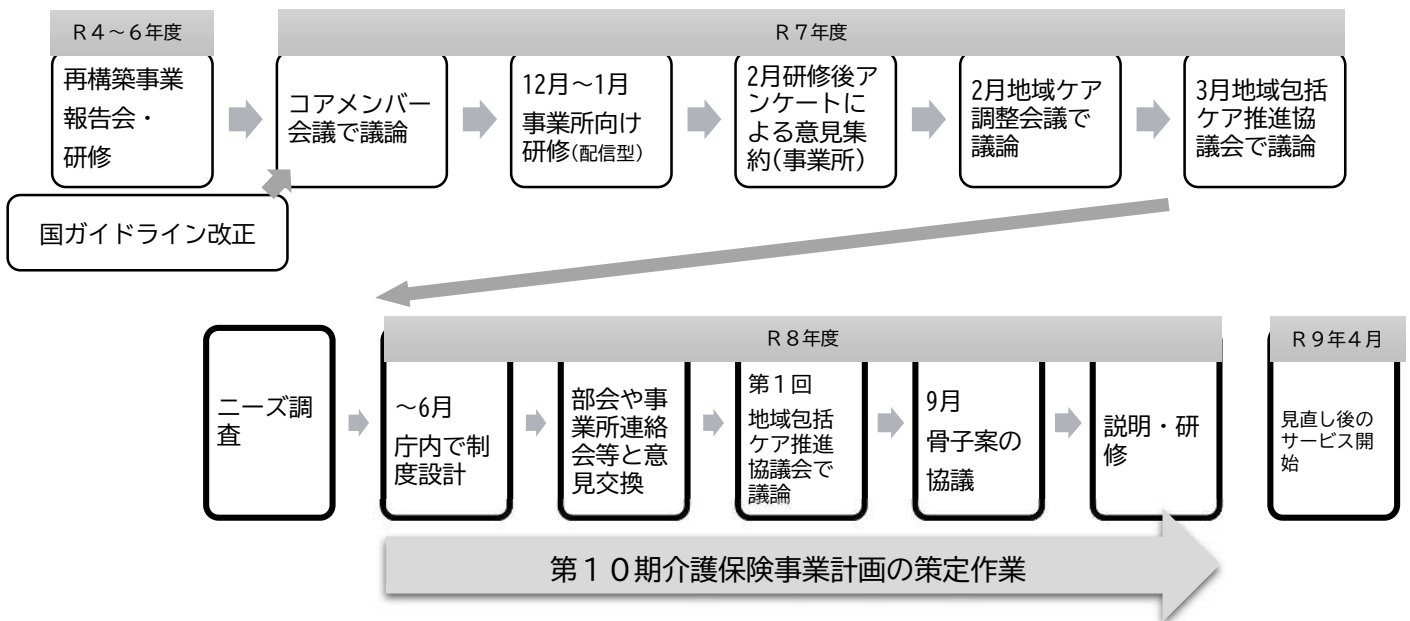 R4～6年度
R7年度
再構築事業
報告会・
研修
コアメンバー
会議で議論
12月～1月
事業所向け
研修(配信型)
2月研修後ア
ンケートに
よる意見集
約(事業所)
2月地域ケア
調整会議で
議論
3月地域包括
ケア推進協
議会で議論
国ガイドライン改正
R8年度
R9年4月
ニーズ調
査
～6月
庁内で制
度設計
部会や事
業所連絡
会等と意
見交換
第1回
地域包括
ケア推進
協議会で
議論
9月
骨子案の
協議
説明・研
修
見直し後の
サービス開
始
第10期介護保険事業計画の策定作業